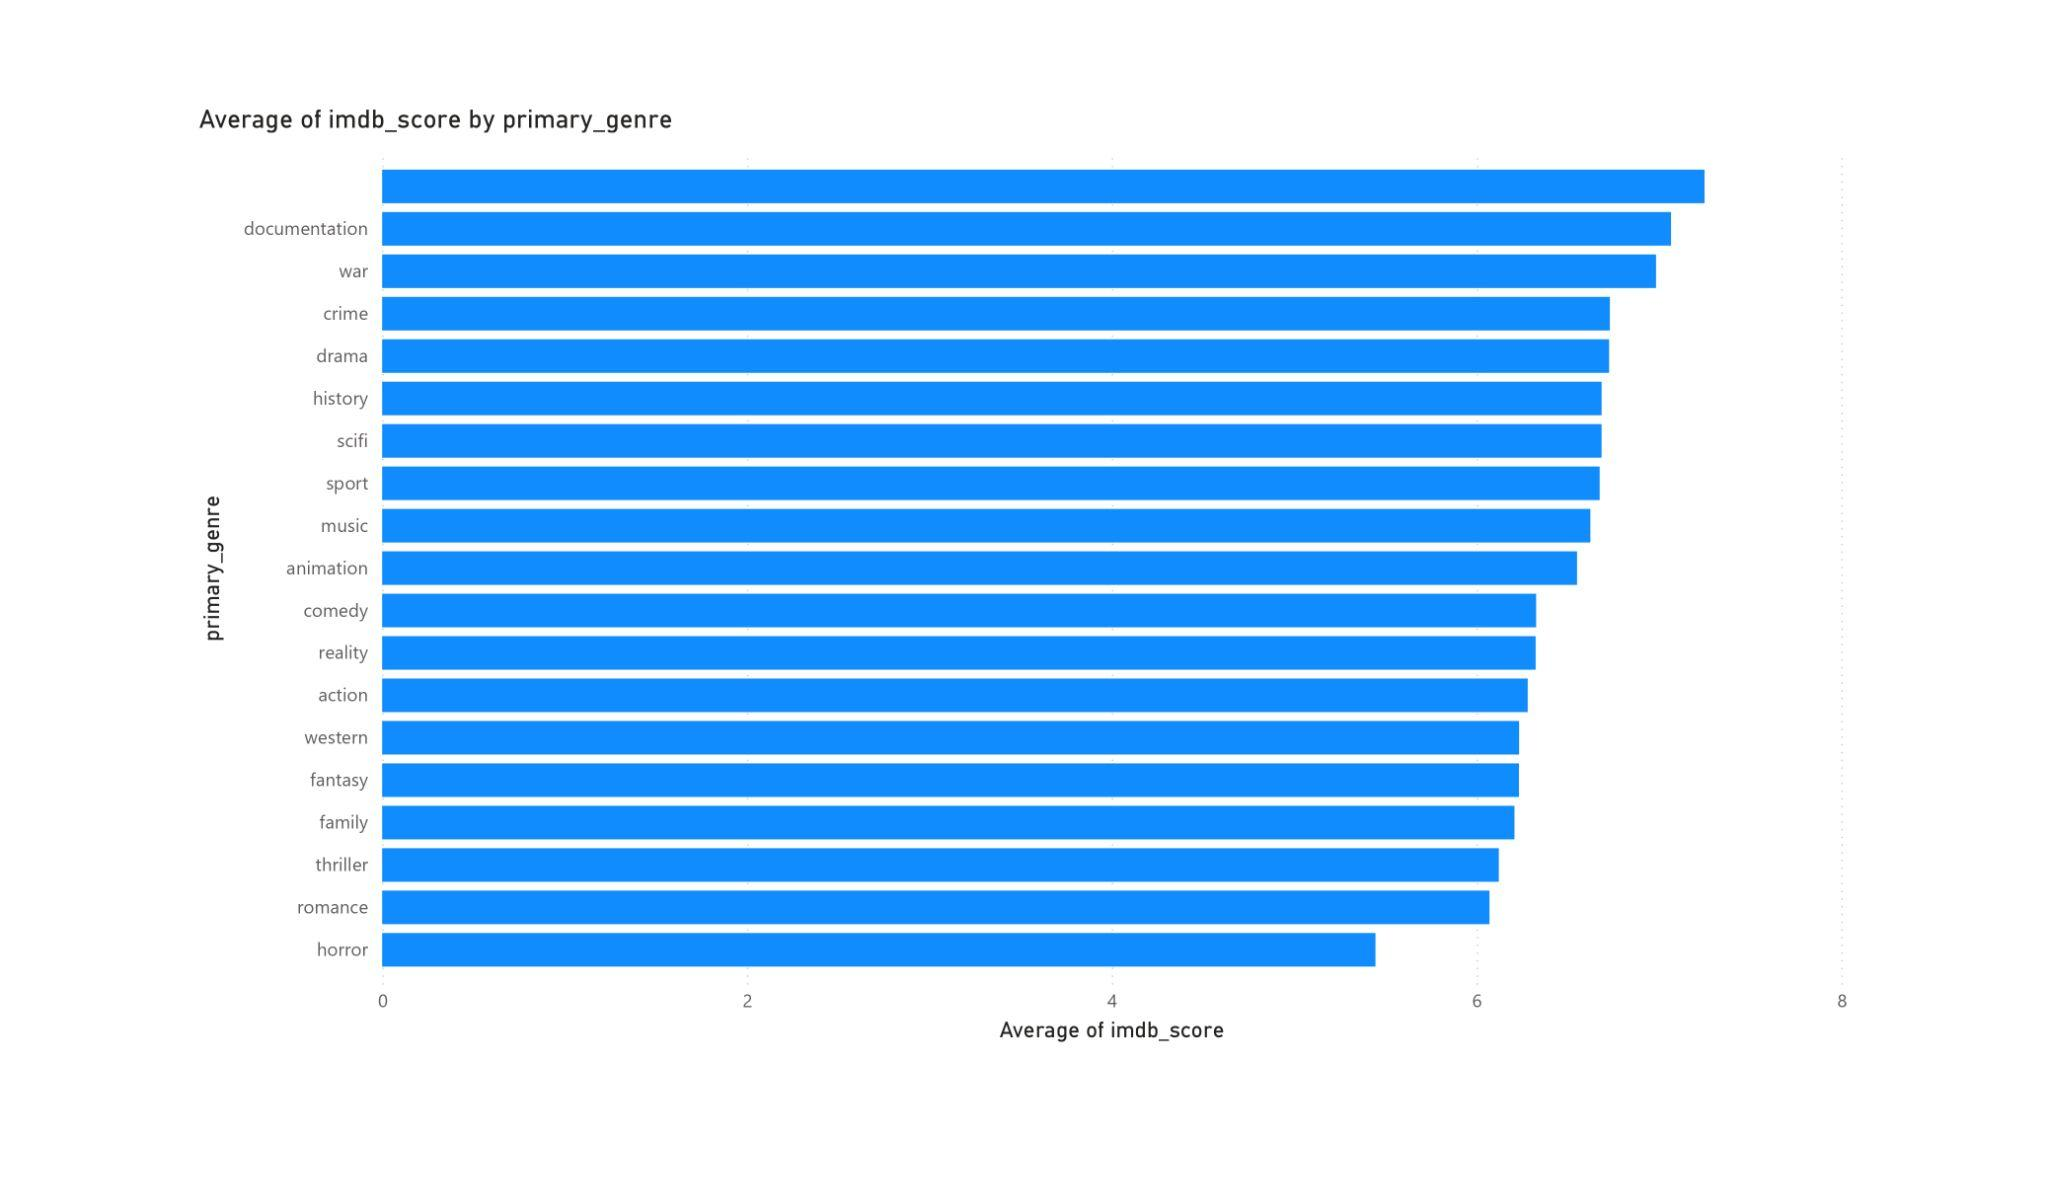 Average of imdb_score by primary_genre
primary_genre
documentation
war
crime
drama
history
scifi
sport
music
animation
comedy
reality
action
western
fantasy
family
thriller
romance
horror
0 2 4 6 8
Average of imdb_score